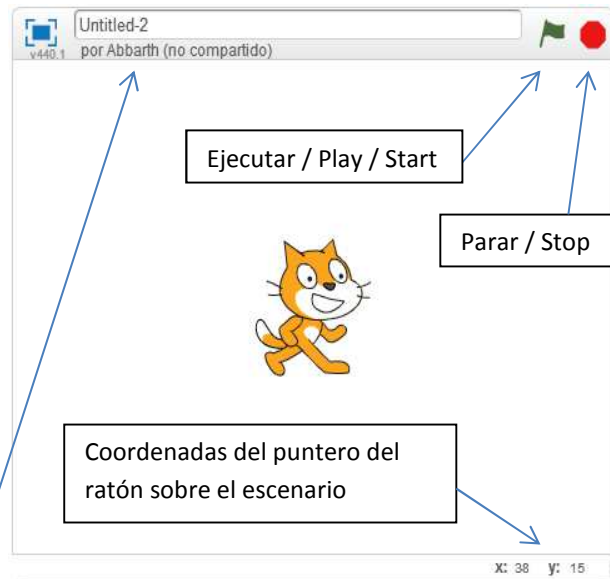 Untitled-2
v440.1
por Abbarth (no compartido)
Ejecutar / Play / Start
Parar / Stop
Coordenadas del puntero del
ratón sobre el escenario
x: 38 y: 15